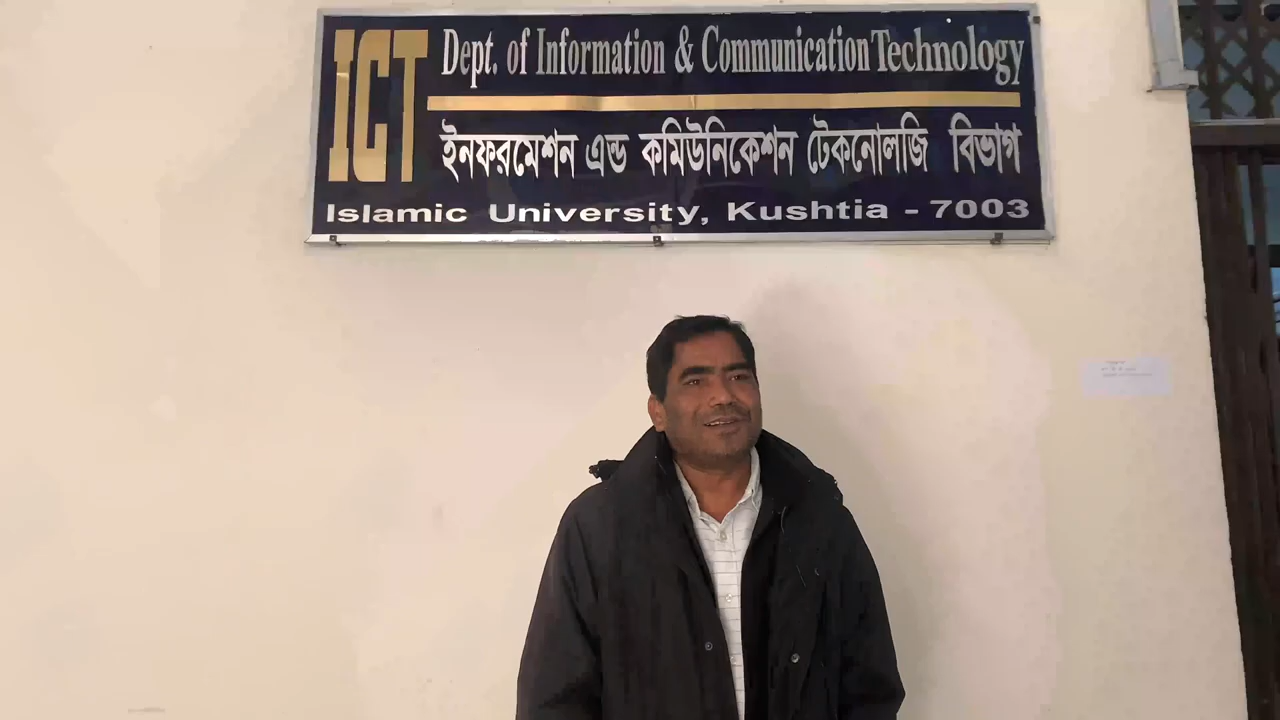 ICT
Dept. of Information & Communication Technology
ইনফরমেশন এন্ড কমিউনিকেশন টেকনোলজি বিভাগ
Islamic University, Kushtia - 7003